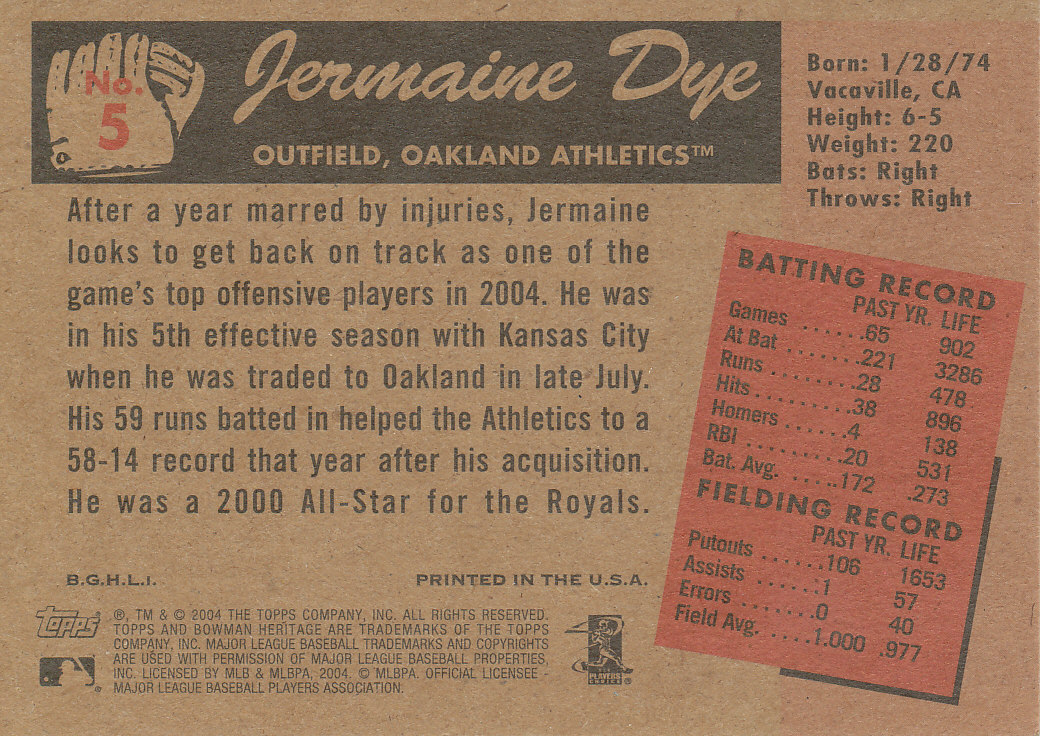 No.
5
Jermaine Dye
OUTFIELD, OAKLAND ATHLETICS™
Born: 1/28/74
Vacaville, CA
Height: 6-5
Weight: 220
Bats: Right
Throws: Right
After a year marred by injuries, Jermaine
looks to get back on track as one of the
game's top offensive players in 2004. He was
in his 5th effective season with Kansas City
when he was traded to Oakland in late July.
His 59 runs batted in helped the Athletics to a
58-14 record that year after his acquisition.
He was a 2000 All-Star for the Royals.
BATTING RECORD
PAST YR. LIFE
Games ......65 902
At Bat .......221 3286
Runs ........28 478
Hits .........38 896
Homers ......4 138
RBI .........20 531
Bat. Avg. .....172 .273
FIELDING RECORD
PAST YR. LIFE
Putouts ......106 1653
Assists ......1 57
Errors .......0 40
Field Avg. .....1.000 .977
B.G.H.L.I. PRINTED IN THE U.S.A.
Topps
®, TM & © 2004 THE TOPPS COMPANY, INC. ALL RIGHTS RESERVED.
TOPPS AND BOWMAN HERITAGE ARE TRADEMARKS OF THE TOPPS
COMPANY, INC. MAJOR LEAGUE BASEBALL TRADEMARKS AND COPYRIGHTS
ARE USED WITH PERMISSION OF MAJOR LEAGUE BASEBALL PROPERTIES,
INC. LICENSED BY MLB & MLBPA, 2004. © MLBPA. OFFICIAL LICENSEE -
MAJOR LEAGUE BASEBALL PLAYERS ASSOCIATION.
PLAYERS
CHOICE